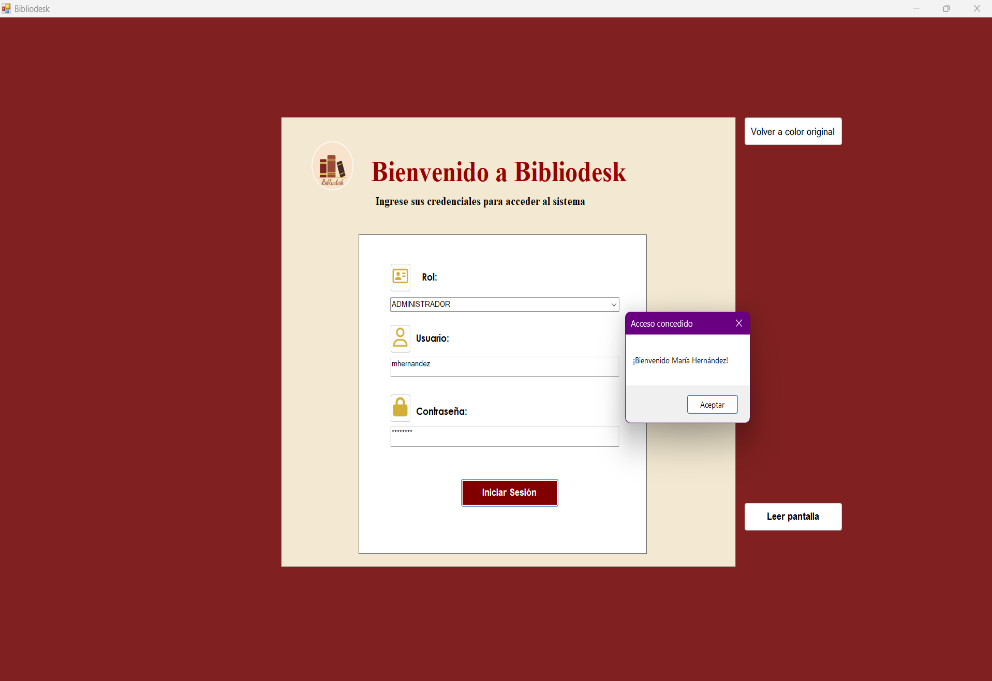 Bibliodesk
Volver a color original
Bibliodesk
Bienvenido a Bibliodesk
Ingrese sus credenciales para acceder al sistema
Rol:
ADMINISTRADOR
Usuario:
mhernandez
Contraseña:
********
Iniciar Sesión
Acceso concedido
¡Bienvenido María Hernández!
Aceptar
Leer pantalla